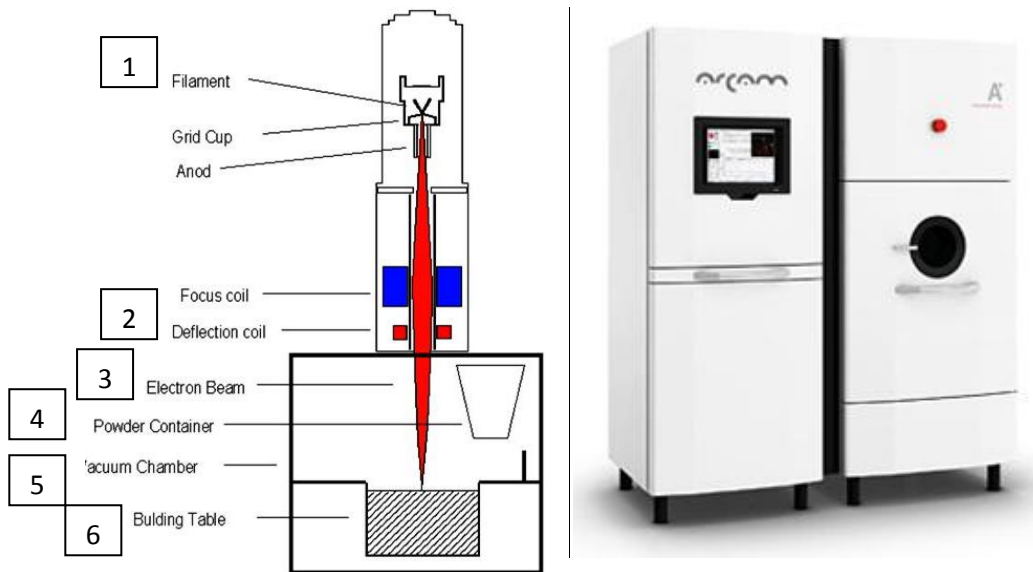 1
Filament
Grid Cup
Anod
Focus coil
2
Deflection coil
3
Electron Beam
4
Powder Container
Vacuum Chamber
5
Bulding Table
6
arcam
A